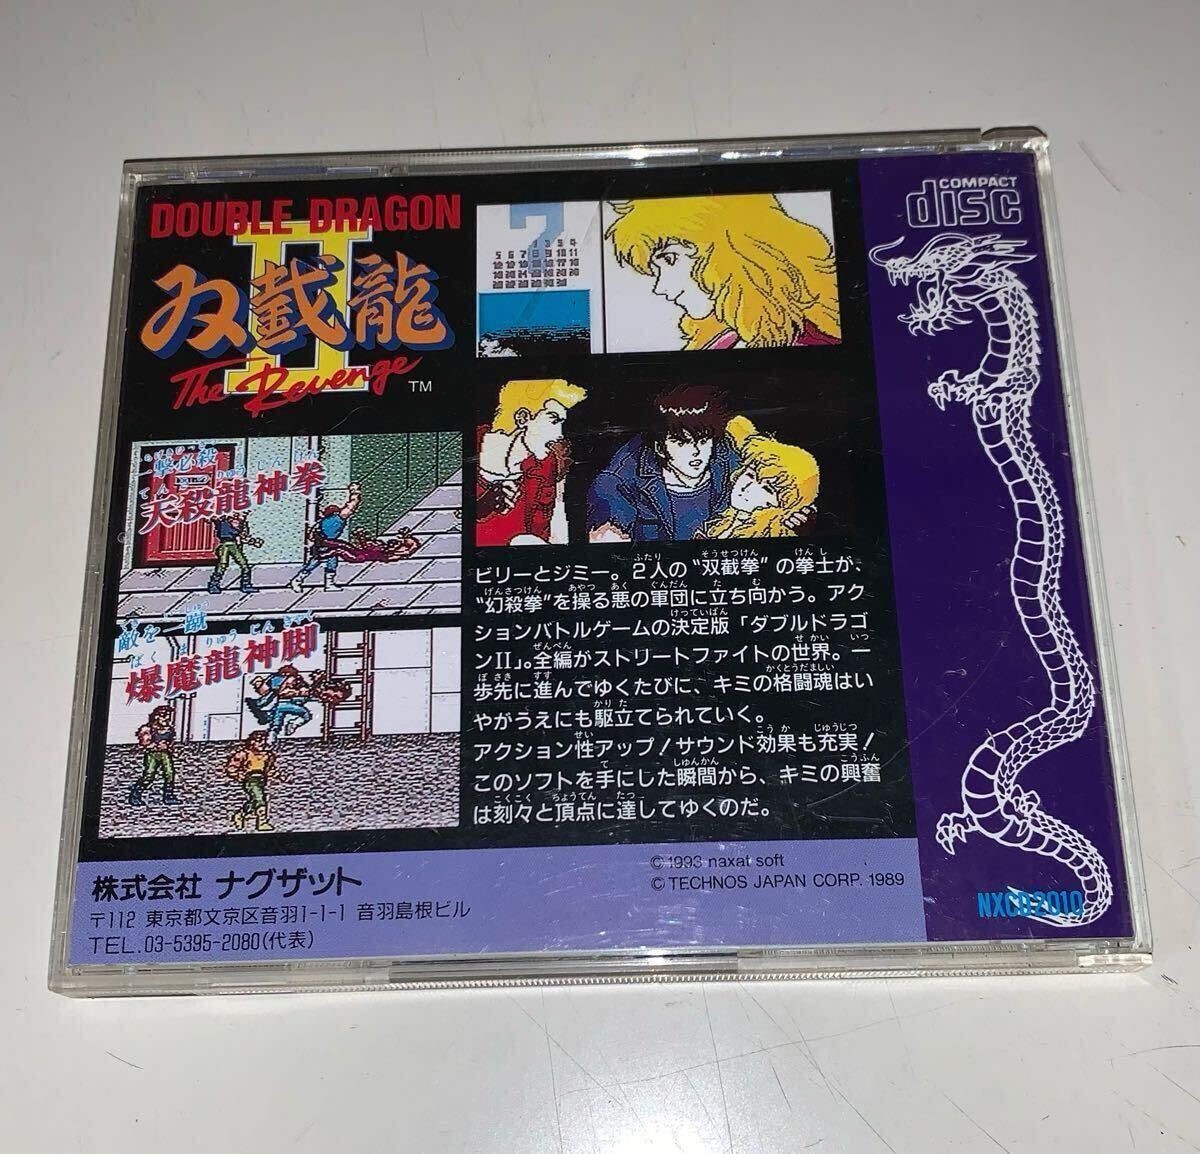 DOUBLE DRAGON
II
双截龍
The Revenge
TM
COMPACT
disc
7
一撃必殺
天殺龍神拳
敵を一蹴
爆魔龍神脚
ビリーとジミー。2人の“双截拳”の拳士が、
“幻殺拳”を操る悪の軍団に立ち向かう。アク
ションバトルゲームの決定版「ダブルドラゴ
ンII」。全編がストリートファイトの世界。一
歩先に進んでゆくたびに、キミの格闘魂はい
やがうえにも駆立てられていく。
アクション性アップ!サウンド効果も充実!
このソフトを手にした瞬間から、キミの興奮
は刻々と頂点に達してゆくのだ。
株式会社 ナグザット
〒112 東京都文京区音羽1-1-1 音羽島根ビル
TEL.03-5395-2080(代表)
© 1993 naxat soft
© TECHNOS JAPAN CORP. 1989
NXCD2010